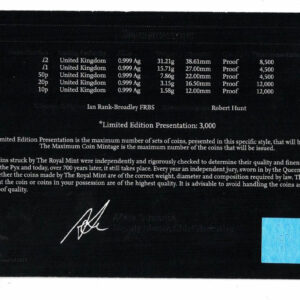 £2 United Kingdom 0.999 Ag 31.21g 38.61mm Proof 8,500
£1 United Kingdom 0.999 Ag 15.71g 27.00mm Proof 8,500
50p United Kingdom 0.999 Ag 7.86g 22.00mm Proof
20p United Kingdom 0.999 Ag 3.15g 16.50mm Proof 12,000
10p United Kingdom 0.999 Ag 1.58g 12.00mm Proof 12,000
Ian Rank-Broadley FRBS Robert Hunt
*Limited Edition Presentation: 3,000
imited Edition Presentation is the maximum number of sets of coins, presented in this specific style, that will b
The Maximum Coin Mintage is the maximum number of the coins that will be issued.
oins struck by The Royal Mint were independently and rigorously checked to determine their quality and finen
the Pyx and today, over 700 years later, it still takes place. Every year an independent jury, sworn in by the Queen
ether the coins made by The Royal Mint are of the correct weight, diameter and composition required by law. Th
at the coin or coins in your possession are of the highest quality. It is advisable to avoid handling the coins as
oof quality.